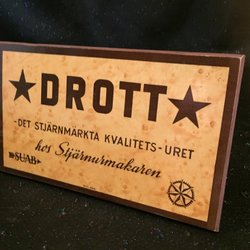 ★DROTT★
-DET STJÄRNMÄRKTA KVALITETS-URET
hos Stjärnurmakaren
SUAB